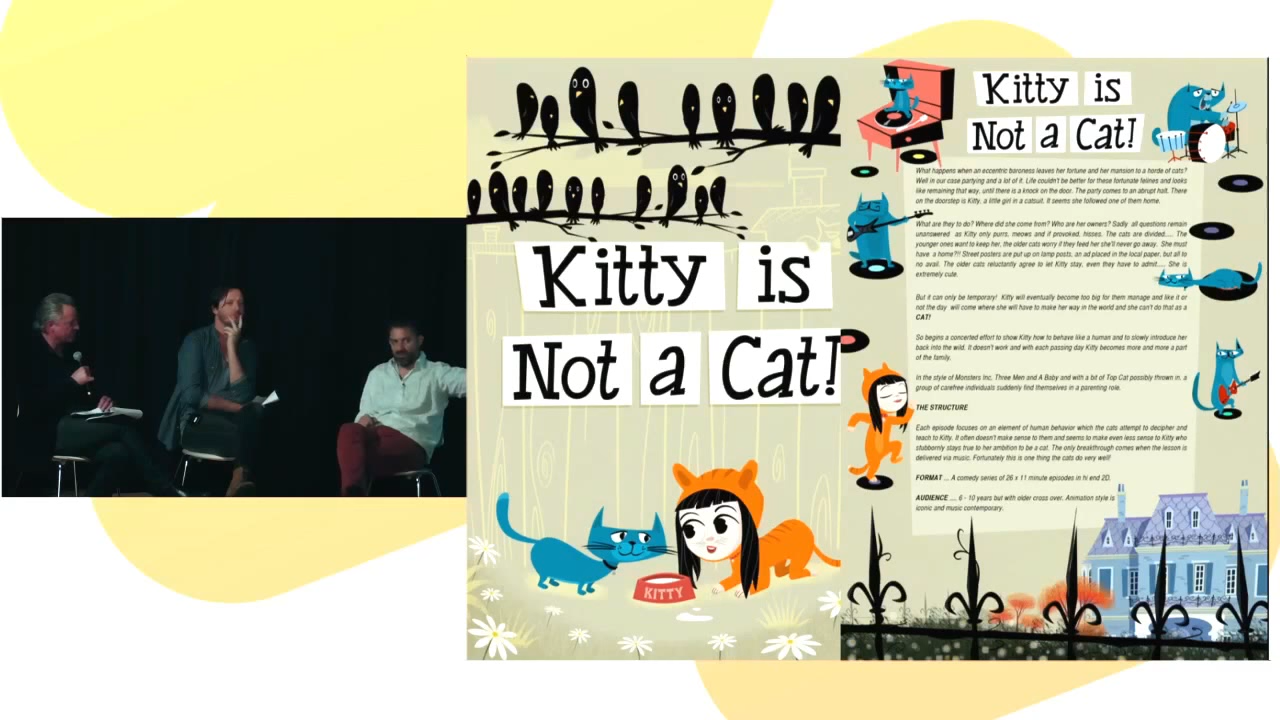 Kitty is
Not a Cat!
KITTY
Kitty is
Not a Cat!
What happens when an eccentric baroness leaves her fortune and her mansion to a horde of cats?
Well in our case partying and a lot of it. Life couldn't be better for these fortunate felines and looks
like remaining that way, until there is a knock on the door. The party comes to an abrupt halt. There
on the doorstep is Kitty, a little girl in a catsuit. It seems she followed one of them home.
What are they to do? Where did she come from? Who are her owners? Sadly all questions remain
unanswered as Kitty only purrs, meows and if provoked, hisses. The cats are divided..... The
younger ones want to keep her, the older cats worry if they feed her she'll never go away. She must
have a home?!! Street posters are put up on lamp posts, an ad placed in the local paper, but all to
no avail. The older cats reluctantly agree to let Kitty stay, even they have to admit..... She is
extremely cute.
But it can only be temporary! Kitty will eventually become too big for them manage and like it or
not the day will come where she will have to make her way in the world and she can't do that as a
CAT!
So begins a concerted effort to show Kitty how to behave like a human and to slowly introduce her
back into the wild. It doesn't work and with each passing day Kitty becomes more and more a part
of the family.
In the style of Monsters Inc, Three Men and A Baby and with a bit of Top Cat possibly thrown in, a
group of carefree individuals suddenly find themselves in a parenting role.
THE STRUCTURE
Each episode focuses on an element of human behavior which the cats attempt to decipher and
teach to Kitty. It often doesn't make sense to them and seems to make even less sense to Kitty who
stubbornly stays true to her ambition to be a cat. The only breakthrough comes when the lesson is
delivered via music. Fortunately this is one thing the cats do very well!
FORMAT ... A comedy series of 26 x 11 minute episodes in hi end 2D.
AUDIENCE .... 6 - 10 years but with older cross over. Animation style is
iconic and music contemporary.